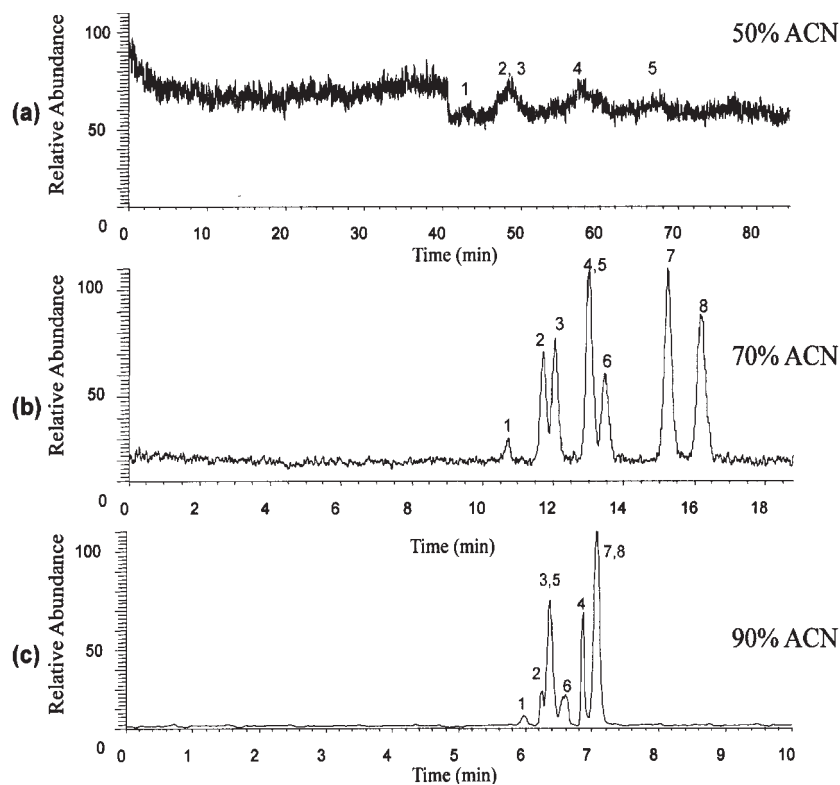 50% ACN
(a)
Relative Abundance
100
50
0
1
2, 3
4
5
0 10 20 30 40 50 60 70 80
Time (min)
70% ACN
(b)
Relative Abundance
100
50
0
1
2
3
4,5
6
7
8
0 2 4 6 8 10 12 14 16 18
Time (min)
90% ACN
(c)
Relative Abundance
100
50
0
1
2
3,5
6
4
7,8
0 1 2 3 4 5 6 7 8 9 10
Time (min)